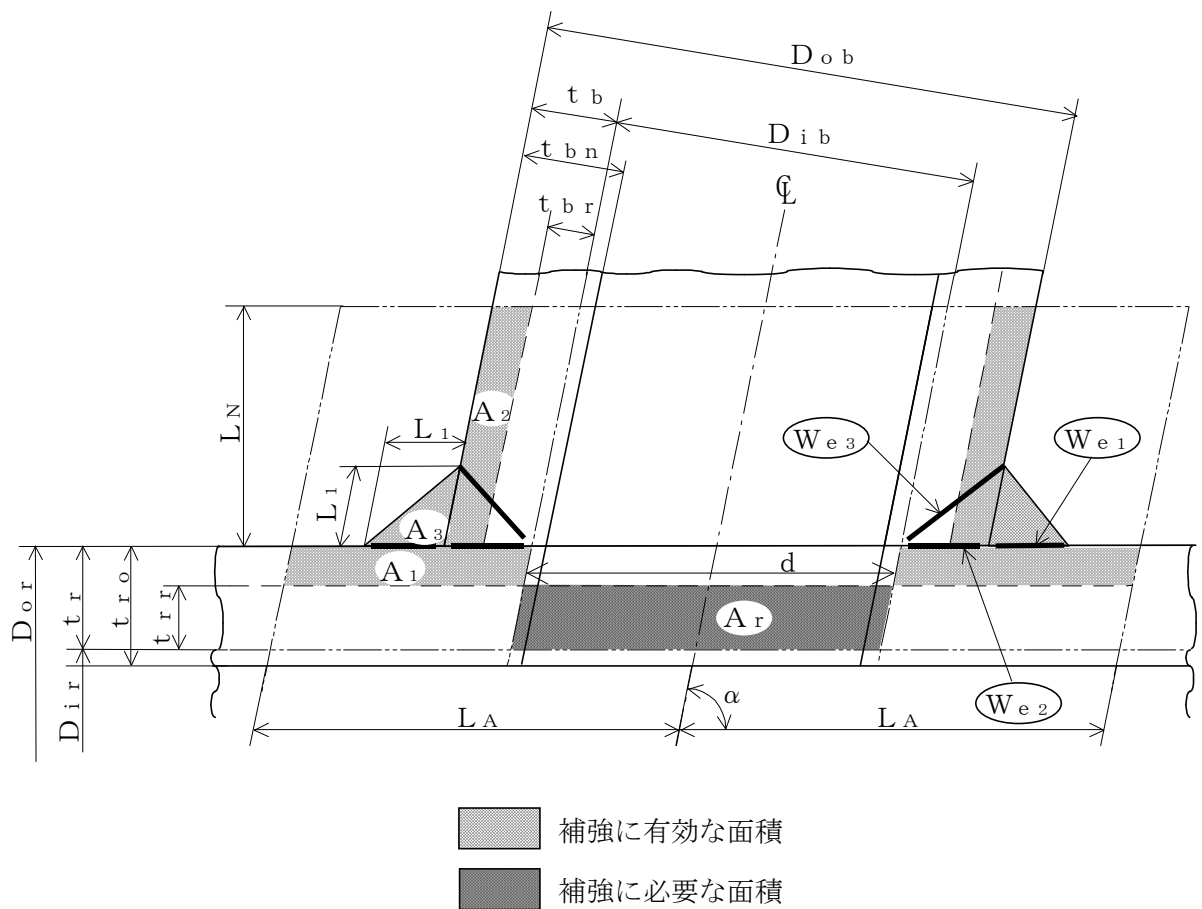 Dob
tb
Dib
tbn
℄
tbr
LN
A2
L1
We3
We1
L1
A3
A1
d
Dor
tr
tro
trr
Ar
Dir
α
We2
LA
LA
補強に有効な面積
補強に必要な面積